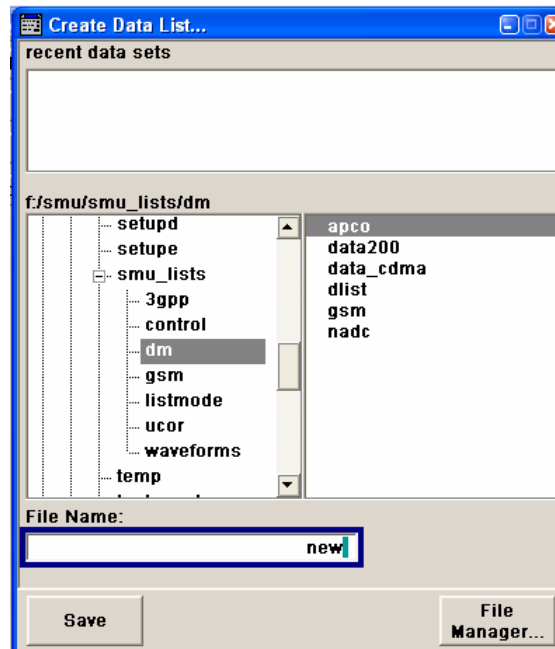 Create Data List...
recent data sets
f:/smu/smu_lists/dm
setupd
setupe
smu_lists
3gpp
control
dm
gsm
listmode
ucor
waveforms
temp
apco
data200
data_cdma
dlist
gsm
nadc
File Name:
new
Save
File
Manager...